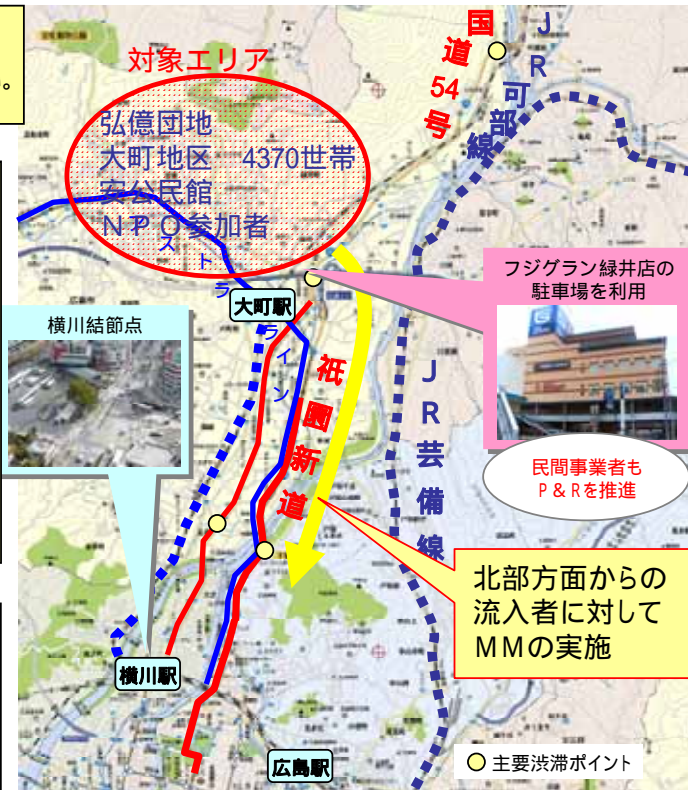 。
対象エリア
弘億団地
大町地区 4370世帯
安公民館
ＮＰＯ参加者
アストラムライン
国道54号
ＪＲ可部線
大町駅
フジグラン緑井店の
駐車場を利用
横川結節点
祇園新道
ＪＲ芸備線
民間事業者も
Ｐ＆Ｒを推進
北部方面からの
流入者に対して
ＭＭの実施
横川駅
広島駅
主要渋滞ポイント